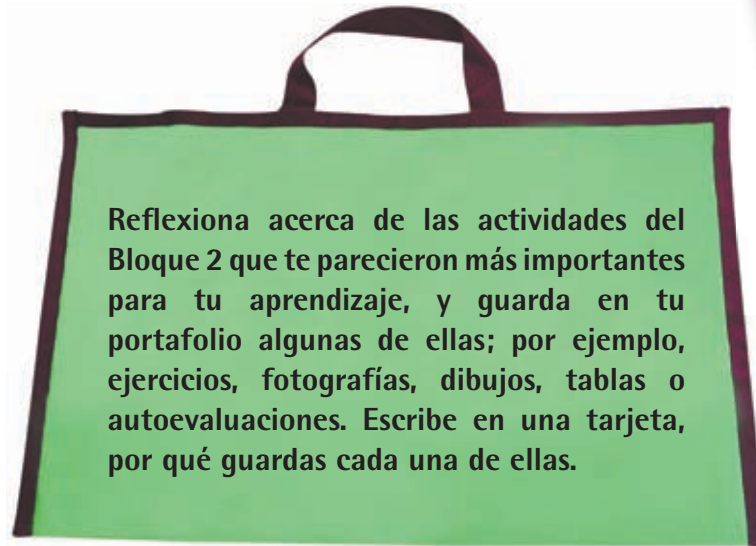 Reflexiona acerca de las actividades del
Bloque 2 que te parecieron más importantes
para tu aprendizaje, y guarda en tu
portafolio algunas de ellas; por ejemplo,
ejercicios, fotografías, dibujos, tablas o
autoevaluaciones. Escribe en una tarjeta,
por qué guardas cada una de ellas.